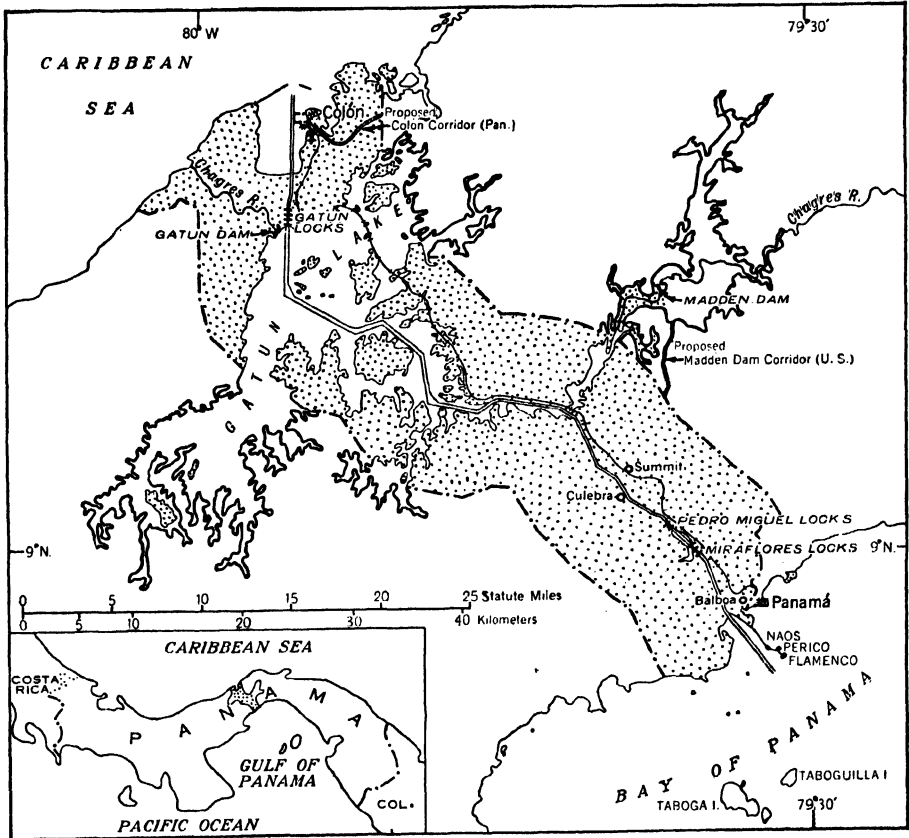 80 W
79°30'
CARIBBEAN
SEA
Colón
Proposed
Colon Corridor (Pan.)
Chagres R.
GATUN
LOCKS
GATUN DAM
GATUN LAKE
Chagres R.
MADDEN DAM
Proposed
Madden Dam Corridor (U.S.)
Summit
Culebra
PEDRO MIGUEL LOCKS
9°N.
MIRAFLORES LOCKS
9°N.
Balboa
Panamá
0 5 10 15 20 25 Statute Miles
0 5 10 20 30 40 Kilometers
NAOS
PERICO
FLAMENCO
BAY OF PANAMA
TABOGUILLA I
TABOGA I.
79°30'
CARIBBEAN SEA
COSTA
RICA
PANAMA
GULF OF
PANAMA
COL.
PACIFIC OCEAN